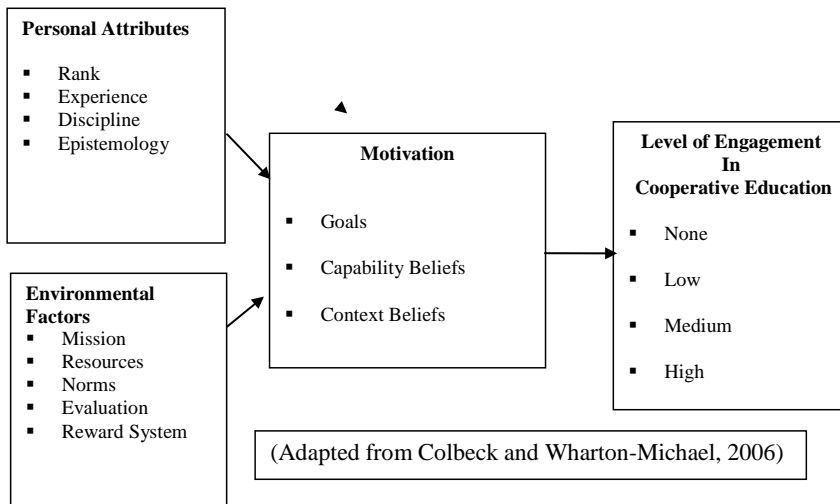 Personal Attributes
▪ Rank
▪ Experience
▪ Discipline
▪ Epistemology
Environmental
Factors
▪ Mission
▪ Resources
▪ Norms
▪ Evaluation
▪ Reward System
Motivation
▪ Goals
▪ Capability Beliefs
▪ Context Beliefs
Level of Engagement
In
Cooperative Education
▪ None
▪ Low
▪ Medium
▪ High
(Adapted from Colbeck and Wharton-Michael, 2006)